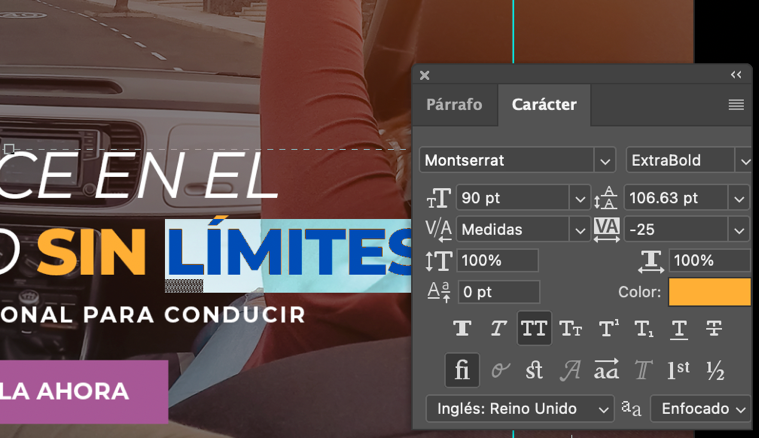 Párrafo
Carácter
Montserrat
ExtraBold
90 pt
106.63 pt
Medidas
-25
100%
100%
0 pt
Color:
Inglés: Reino Unido
Enfocado
CE EN EL
O SIN LÍMITES
ONAL PARA CONDUCIR
LA AHORA